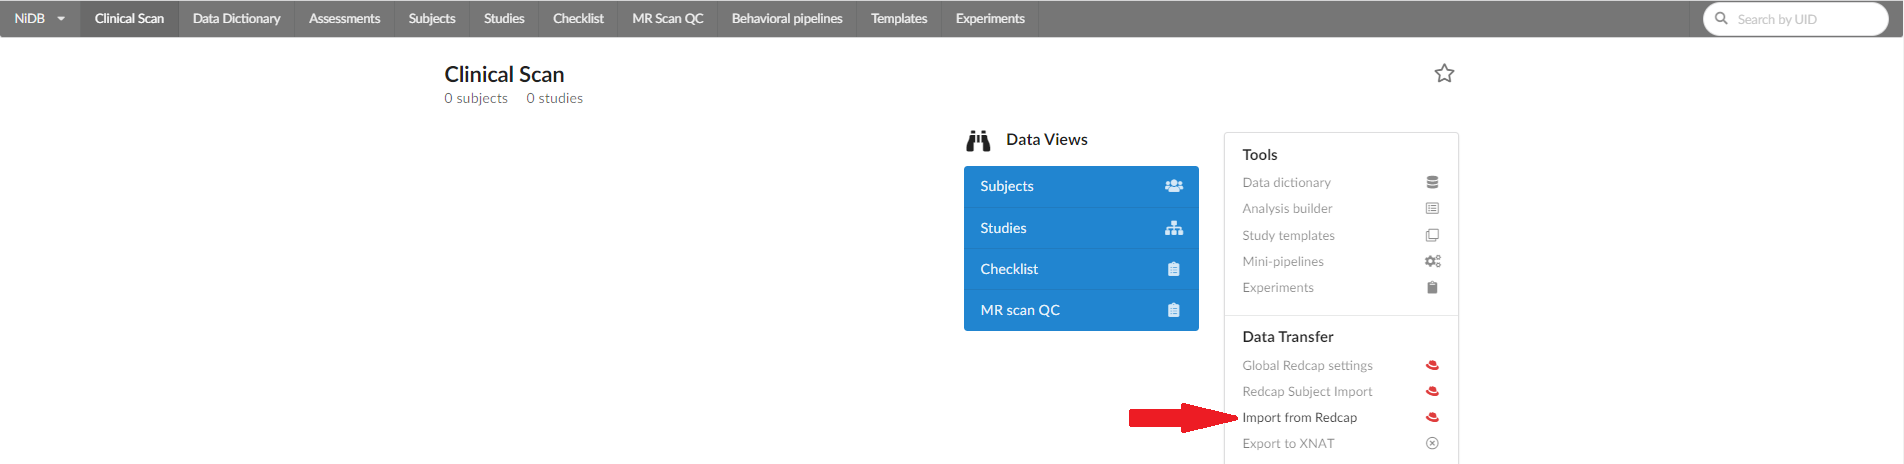 NiDB Clinical Scan Data Dictionary Assessments Subjects Studies Checklist MR Scan QC Behavioral pipelines Templates Experiments Search by UID
Clinical Scan
0 subjects 0 studies
Data Views
Subjects
Studies
Checklist
MR scan QC
Tools
Data dictionary
Analysis builder
Study templates
Mini-pipelines
Experiments
Data Transfer
Global Redcap settings
Redcap Subject Import
Import from Redcap
Export to XNAT